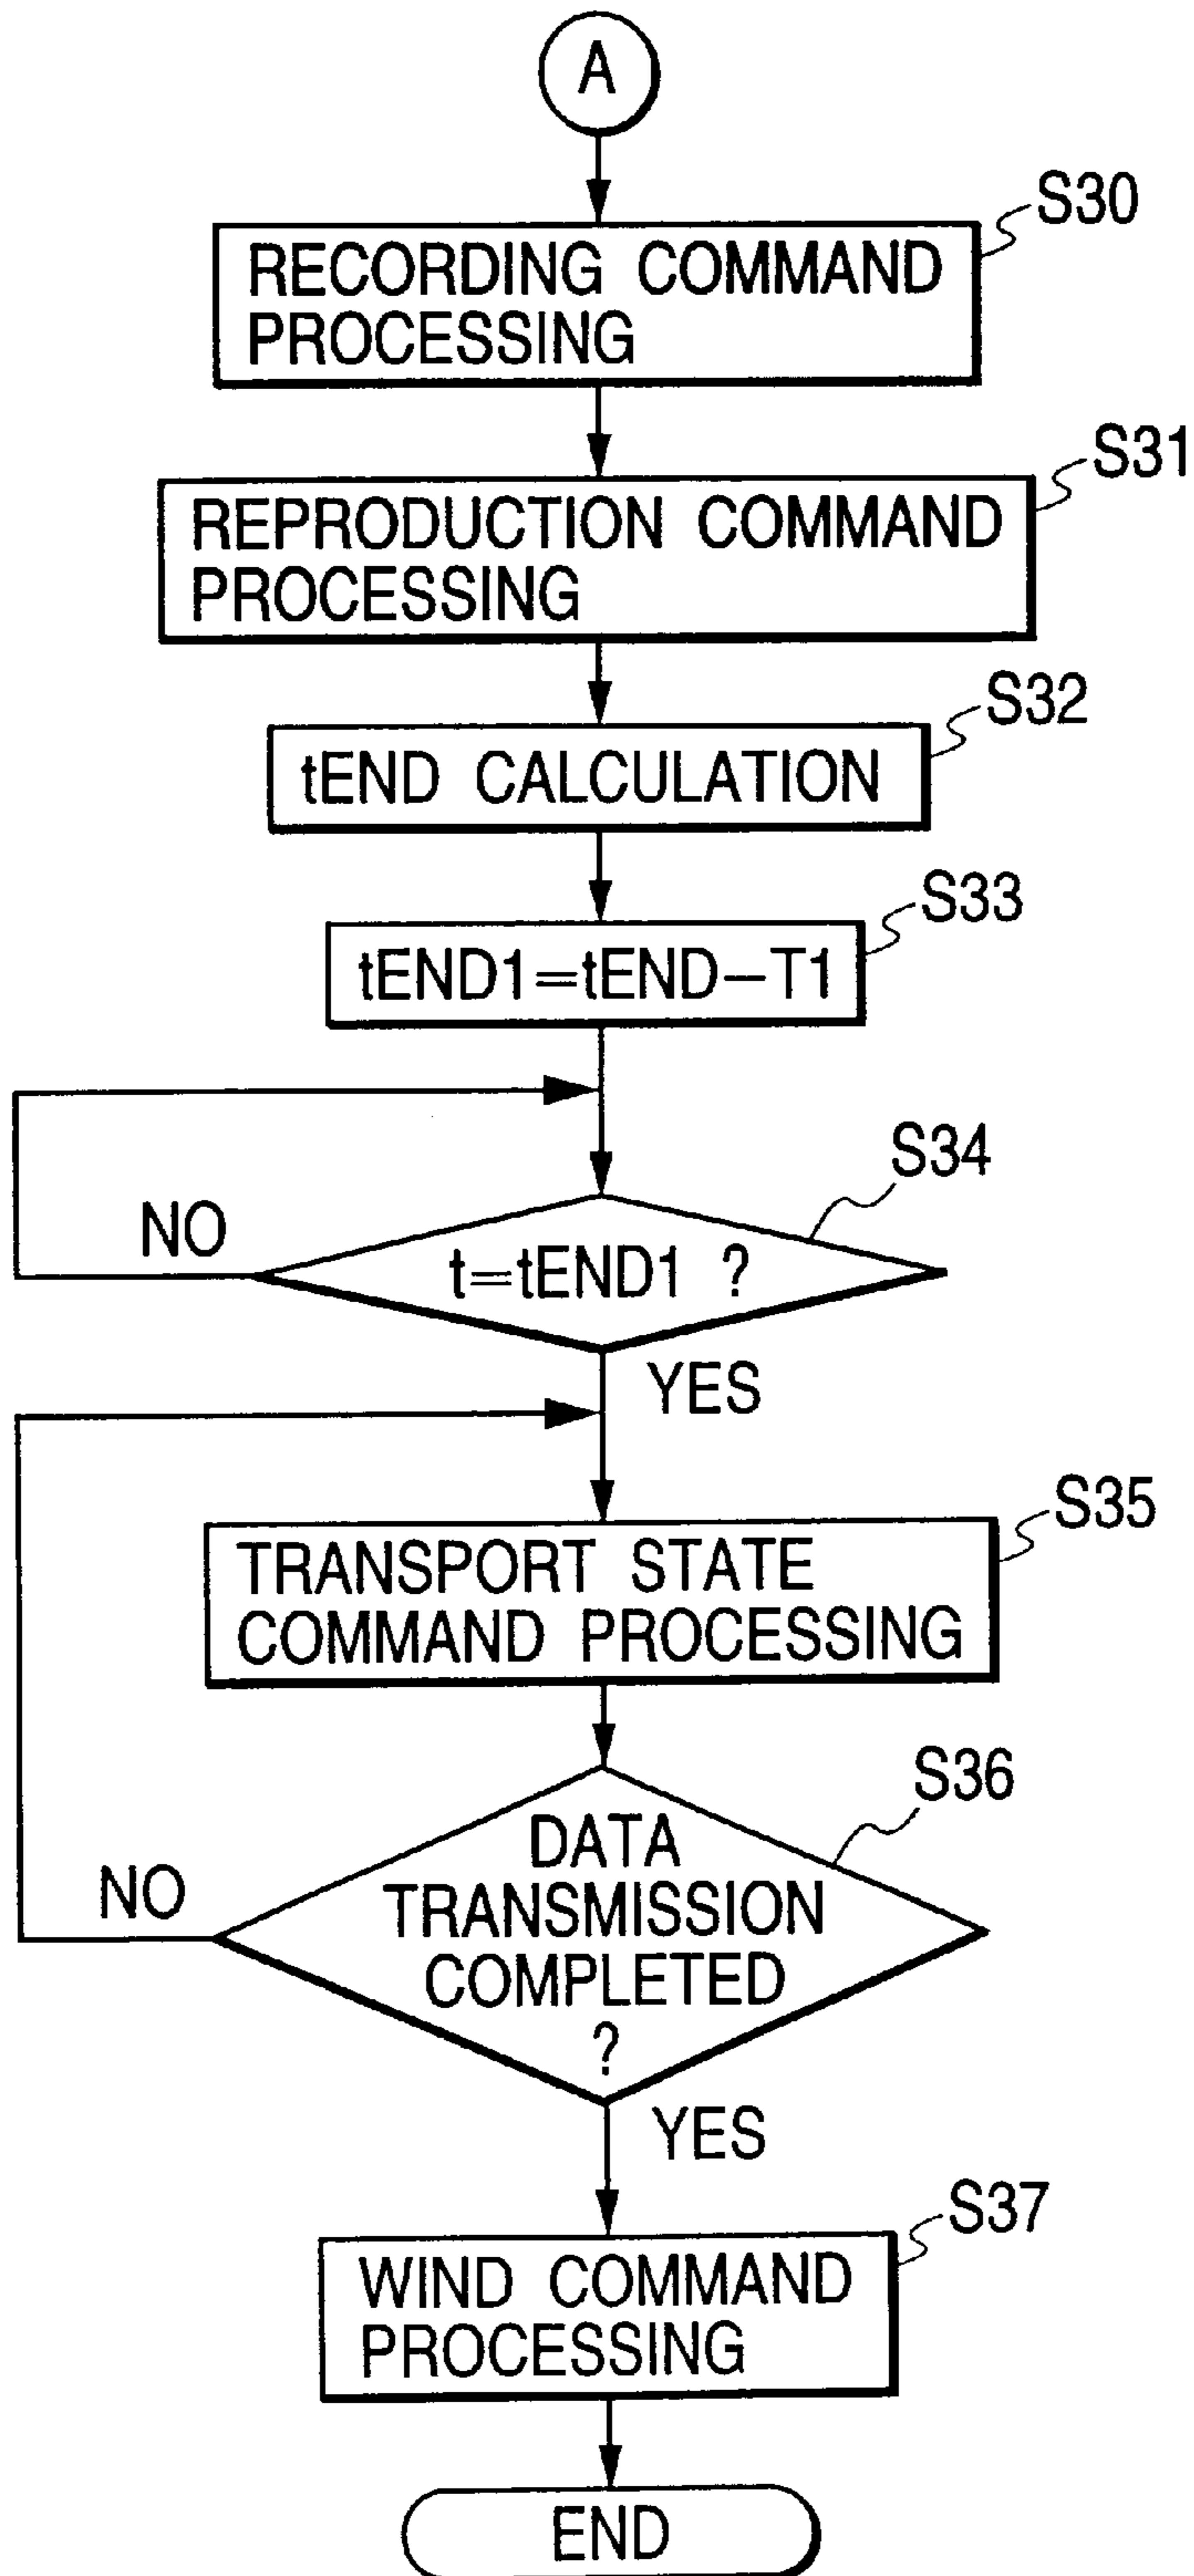 A
S30
RECORDING COMMAND
PROCESSING
S31
REPRODUCTION COMMAND
PROCESSING
S32
tEND CALCULATION
S33
tEND1=tEND−T1
S34
NO
t=tEND1 ?
YES
S35
TRANSPORT STATE
COMMAND PROCESSING
S36
DATA
TRANSMISSION
COMPLETED
?
NO
YES
S37
WIND COMMAND
PROCESSING
END